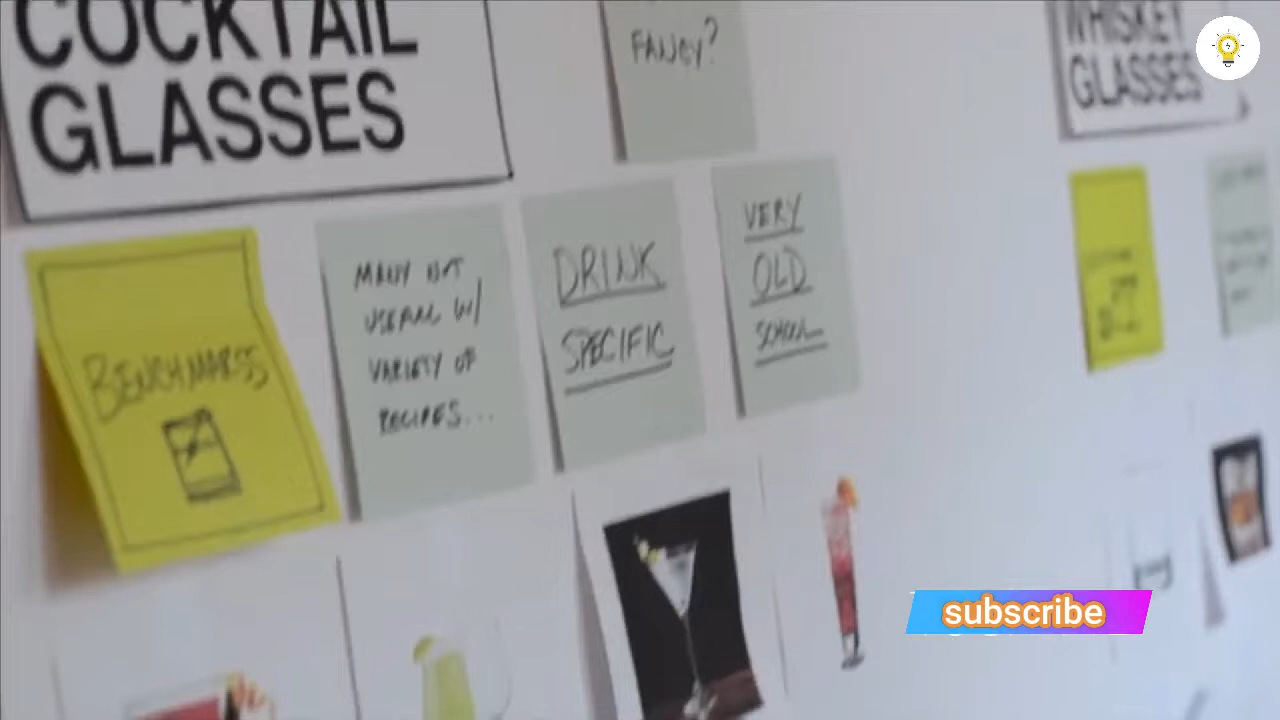 COCKTAIL
GLASSES
FANCY?
WHISKEY
GLASSES
BENCHMARKS
MANY NOT
USEFUL W/
VARIETY OF
RECIPES...
DRINK
SPECIFIC
VERY
OLD
SCHOOL
subscribe